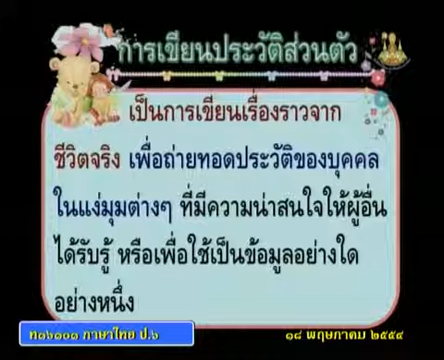 การเขียนประวัติส่วนตัว
เป็นการเขียนเรื่องราวจาก
ชีวิตจริง เพื่อถ่ายทอดประวัติของบุคคล
ในแง่มุมต่างๆ ที่มีความน่าสนใจให้ผู้อื่น
ได้รับรู้ หรือเพื่อใช้เป็นข้อมูลอย่างใด
อย่างหนึ่ง
ท๑๖๑๐๑ ภาษาไทย ป.๖
๑๘ พฤษภาคม ๒๕๕๔